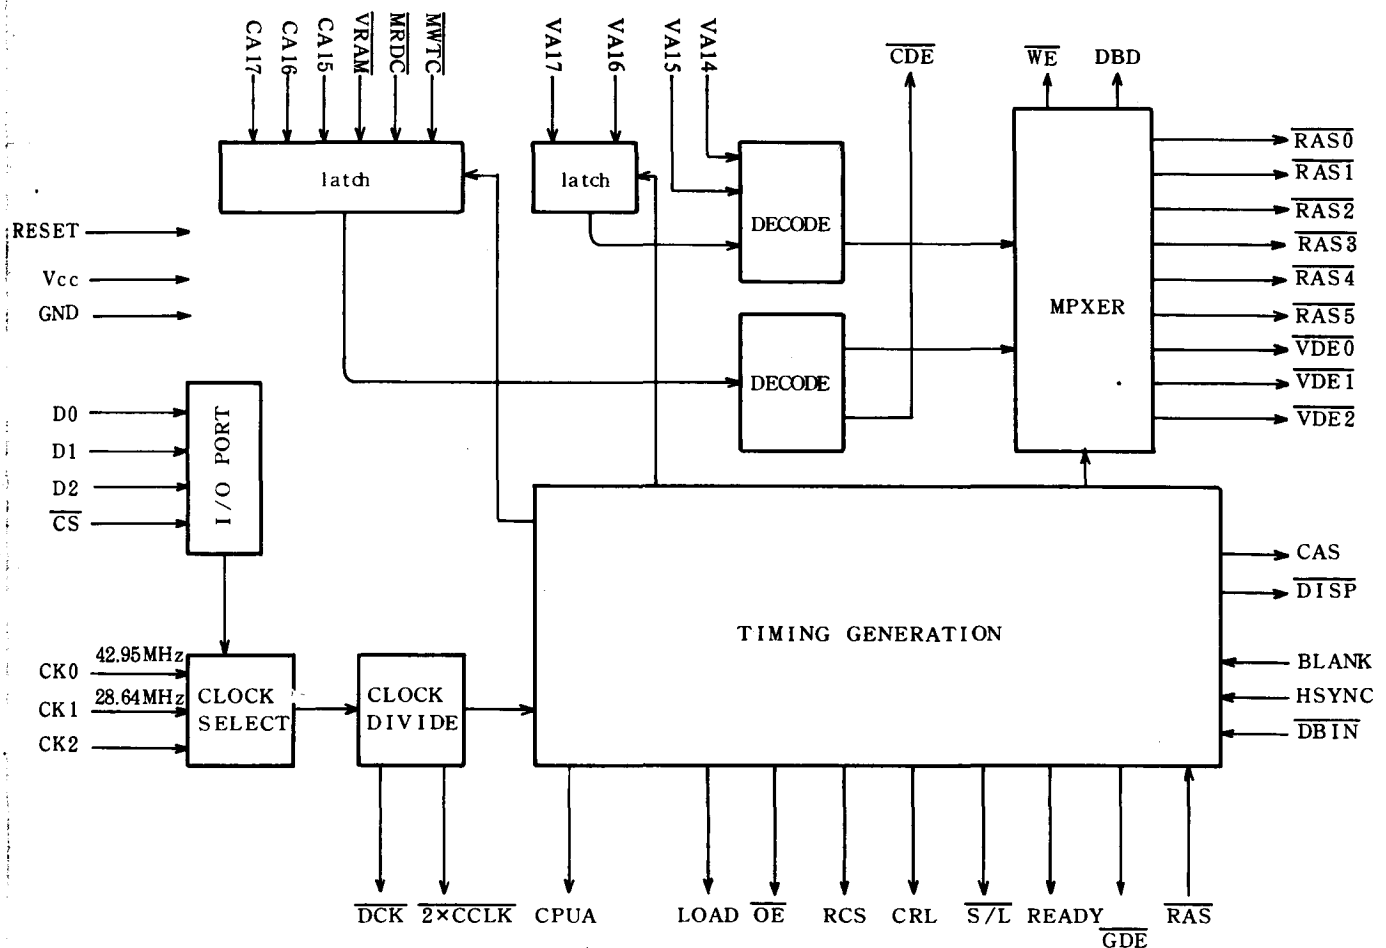 CA17
CA16
CA15
VRAM
MRDC
MWTC
VA17
VA16
VA15
VA14
CDE
WE
DBD
latch
latch
DECODE
MPXER
RAS0
RAS1
RAS2
RAS3
RAS4
RAS5
VDE0
VDE1
VDE2
RESET
Vcc
GND
DECODE
D0
D1
D2
CS
I/O PORT
TIMING GENERATION
CAS
DISP
BLANK
HSYNC
DBIN
CK0
42.95MHz
CK1
28.64MHz
CK2
CLOCK
SELECT
CLOCK
DIVIDE
DCK
2×CCLK
CPUA
LOAD
OE
RCS
CRL
S/L
READY
GDE
RAS